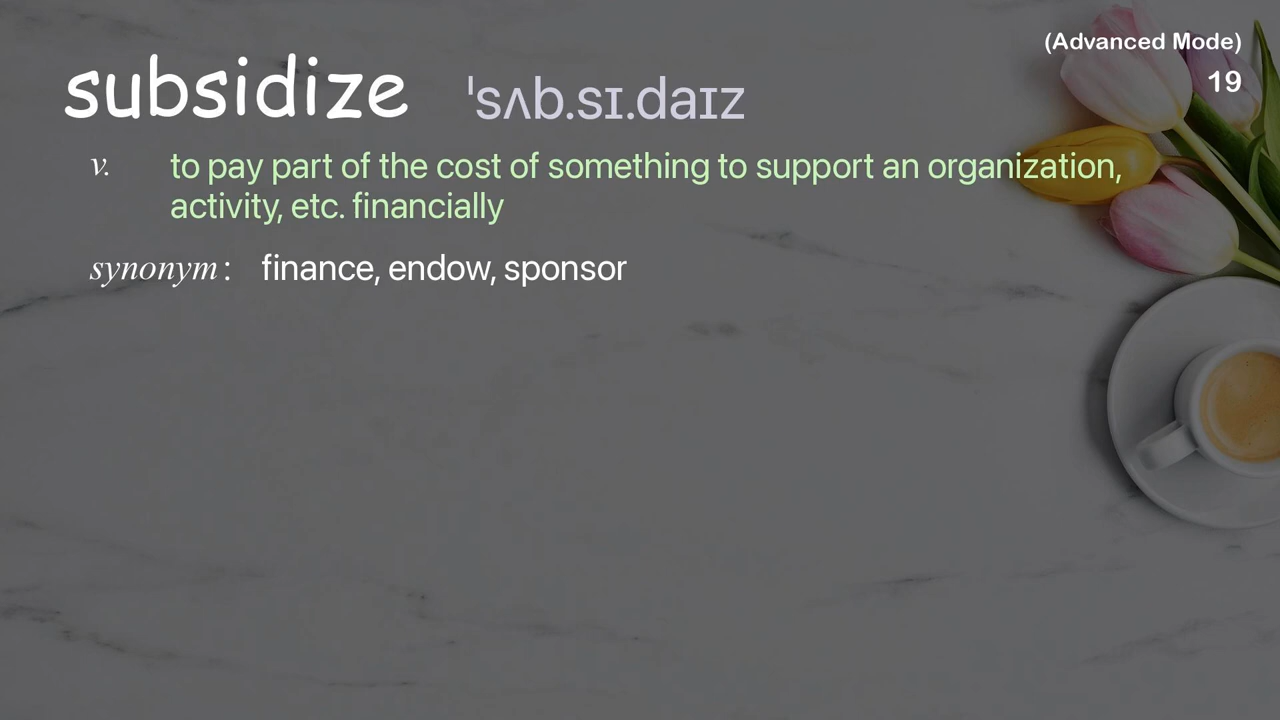 (Advanced Mode)
19
subsidize ˈsʌb.sɪ.daɪz
v. to pay part of the cost of something to support an organization,
activity, etc. financially
synonym: finance, endow, sponsor